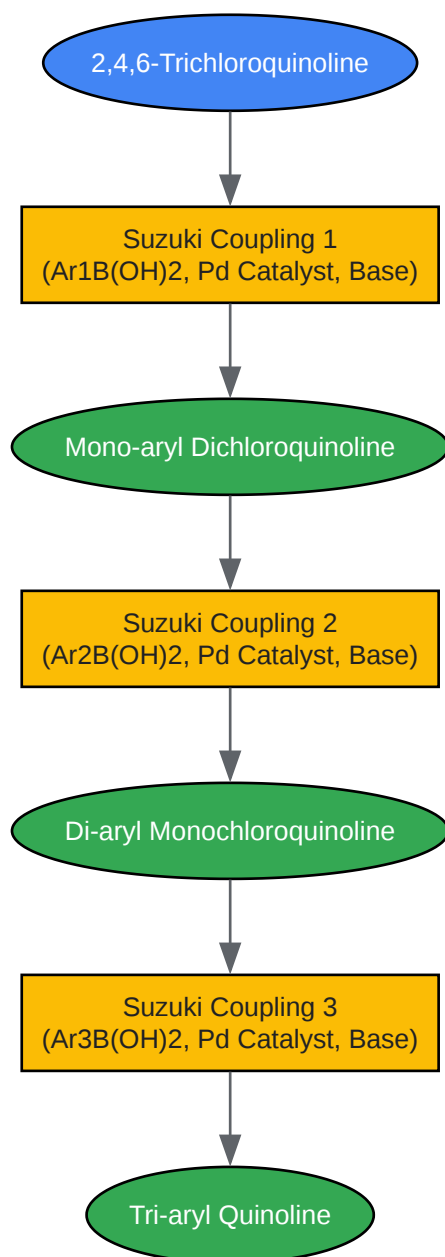 2,4,6-Trichloroquinoline
Suzuki Coupling 1
(Ar1B(OH)2, Pd Catalyst, Base)
Mono-aryl Dichloroquinoline
Suzuki Coupling 2
(Ar2B(OH)2, Pd Catalyst, Base)
Di-aryl Monochloroquinoline
Suzuki Coupling 3
(Ar3B(OH)2, Pd Catalyst, Base)
Tri-aryl Quinoline